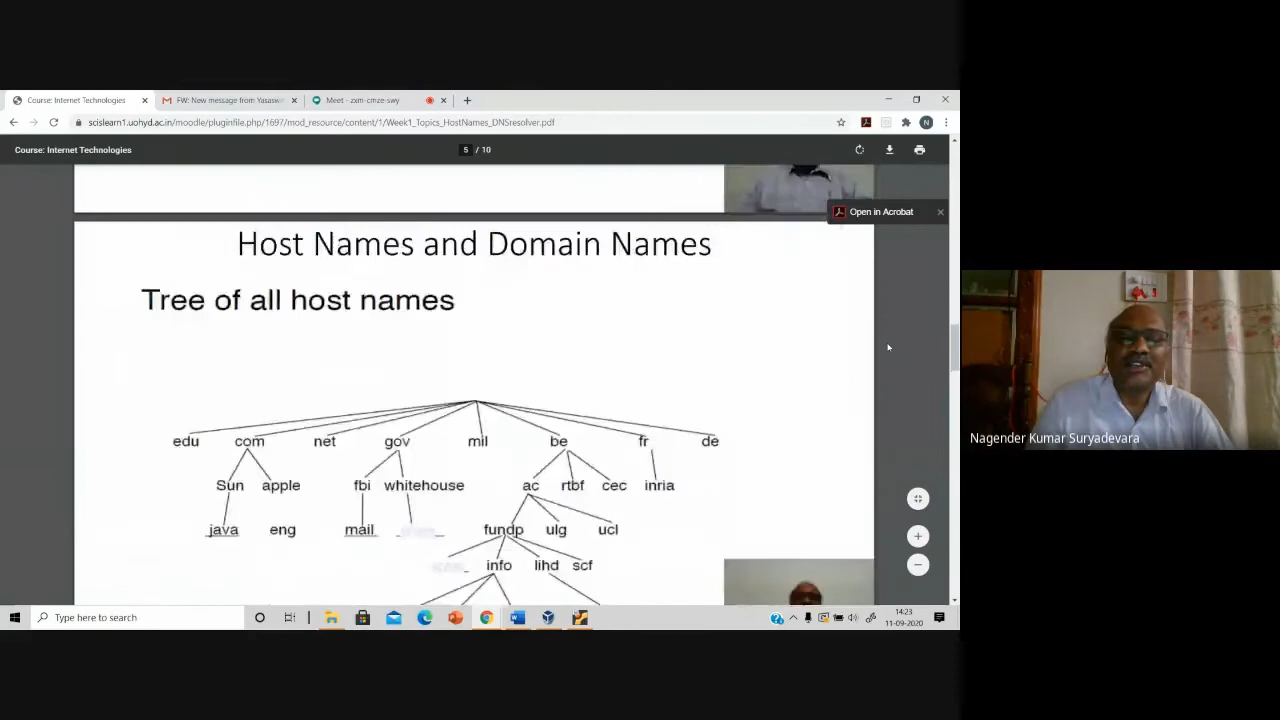 Course: Internet Technologies
FW: New message from Yasasw
Meet - zxm-cmze-swy
scislearn1.uohyd.ac.in/moodle/pluginfile.php/1697/mod_resource/content/1/Week1_Topics_HostNames_DNSresolver.pdf
N
Course: Internet Technologies
5 / 10
Open in Acrobat
Host Names and Domain Names
Tree of all host names
edu com net gov mil be fr de
Sun apple fbi whitehouse ac rtbf cec inria
java eng mail fundp ulg ucl
info lihd scf
Nagender Kumar Suryadevara
Type here to search
14:23
11-09-2020